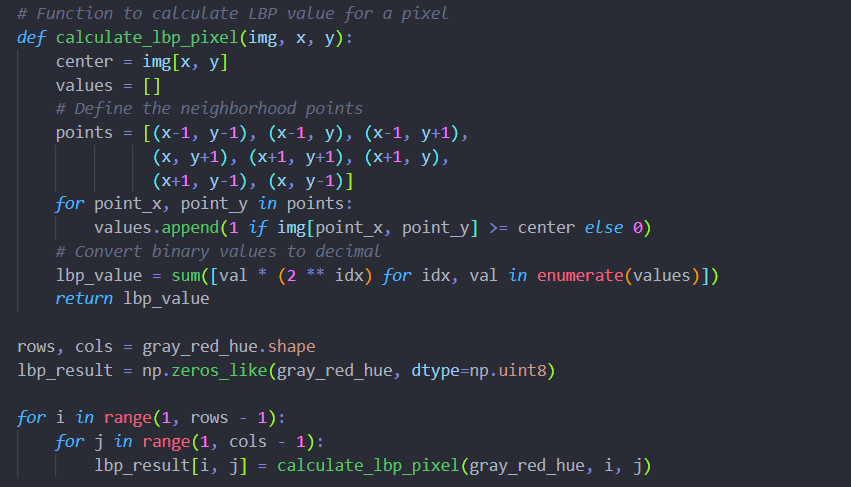 # Function to calculate LBP value for a pixel
def calculate_lbp_pixel(img, x, y):
    center = img[x, y]
    values = []
    # Define the neighborhood points
    points = [(x-1, y-1), (x-1, y), (x-1, y+1),
              (x, y+1), (x+1, y+1), (x+1, y),
              (x+1, y-1), (x, y-1)]
    for point_x, point_y in points:
        values.append(1 if img[point_x, point_y] >= center else 0)
    # Convert binary values to decimal
    lbp_value = sum([val * (2 ** idx) for idx, val in enumerate(values)])
    return lbp_value

rows, cols = gray_red_hue.shape
lbp_result = np.zeros_like(gray_red_hue, dtype=np.uint8)

for i in range(1, rows - 1):
    for j in range(1, cols - 1):
        lbp_result[i, j] = calculate_lbp_pixel(gray_red_hue, i, j)